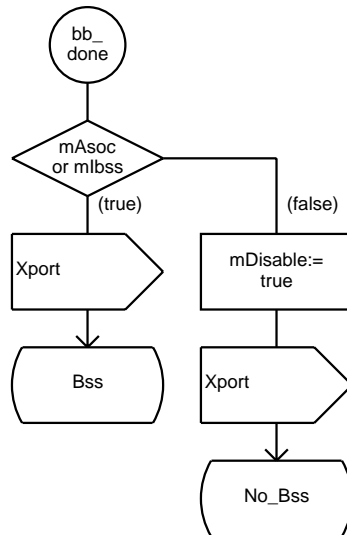 bb_
done
mAsoc
or mIbss
(true)
(false)
Xport
mDisable:=
true
Bss
Xport
No_Bss